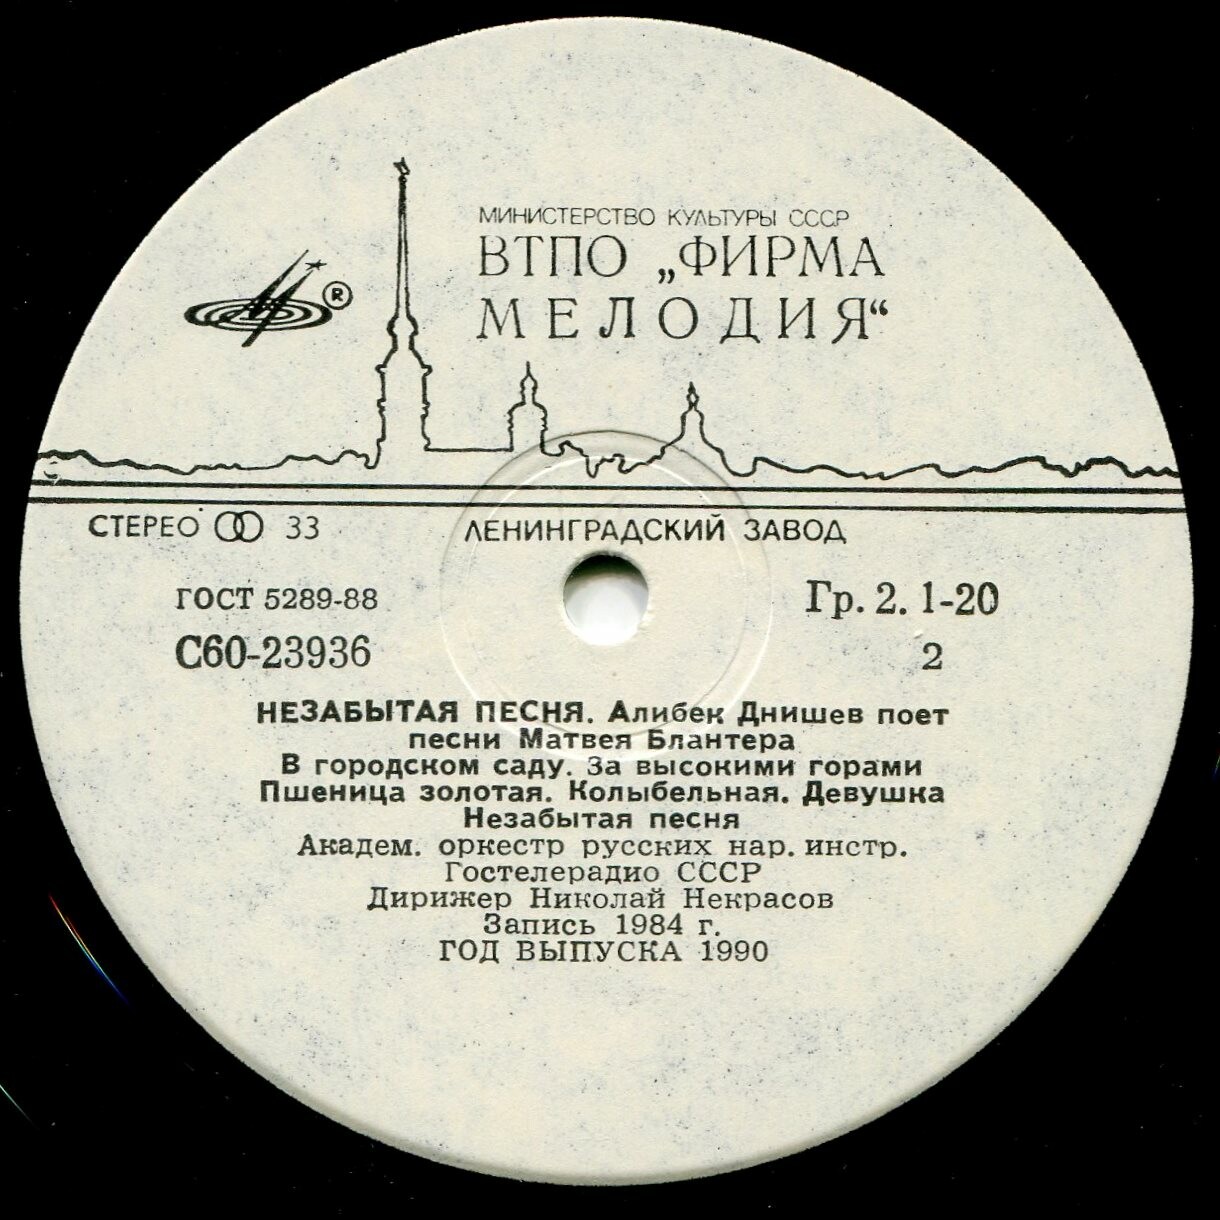 МИНИСТЕРСТВО КУЛЬТУРЫ СССР
ВТПО „ФИРМА
МЕЛОДИЯ“
®
СТЕРЕО 33
ЛЕНИНГРАДСКИЙ ЗАВОД
ГОСТ 5289-88
Гр. 2. 1-20
С60-23936
2
НЕЗАБЫТАЯ ПЕСНЯ. Алибек Днишев поет
песни Матвея Блантера
В городском саду. За высокими горами
Пшеница золотая. Колыбельная. Девушка
Незабытая песня
Академ. оркестр русских нар. инстр.
Гостелерадио СССР
Дирижер Николай Некрасов
Запись 1984 г.
ГОД ВЫПУСКА 1990